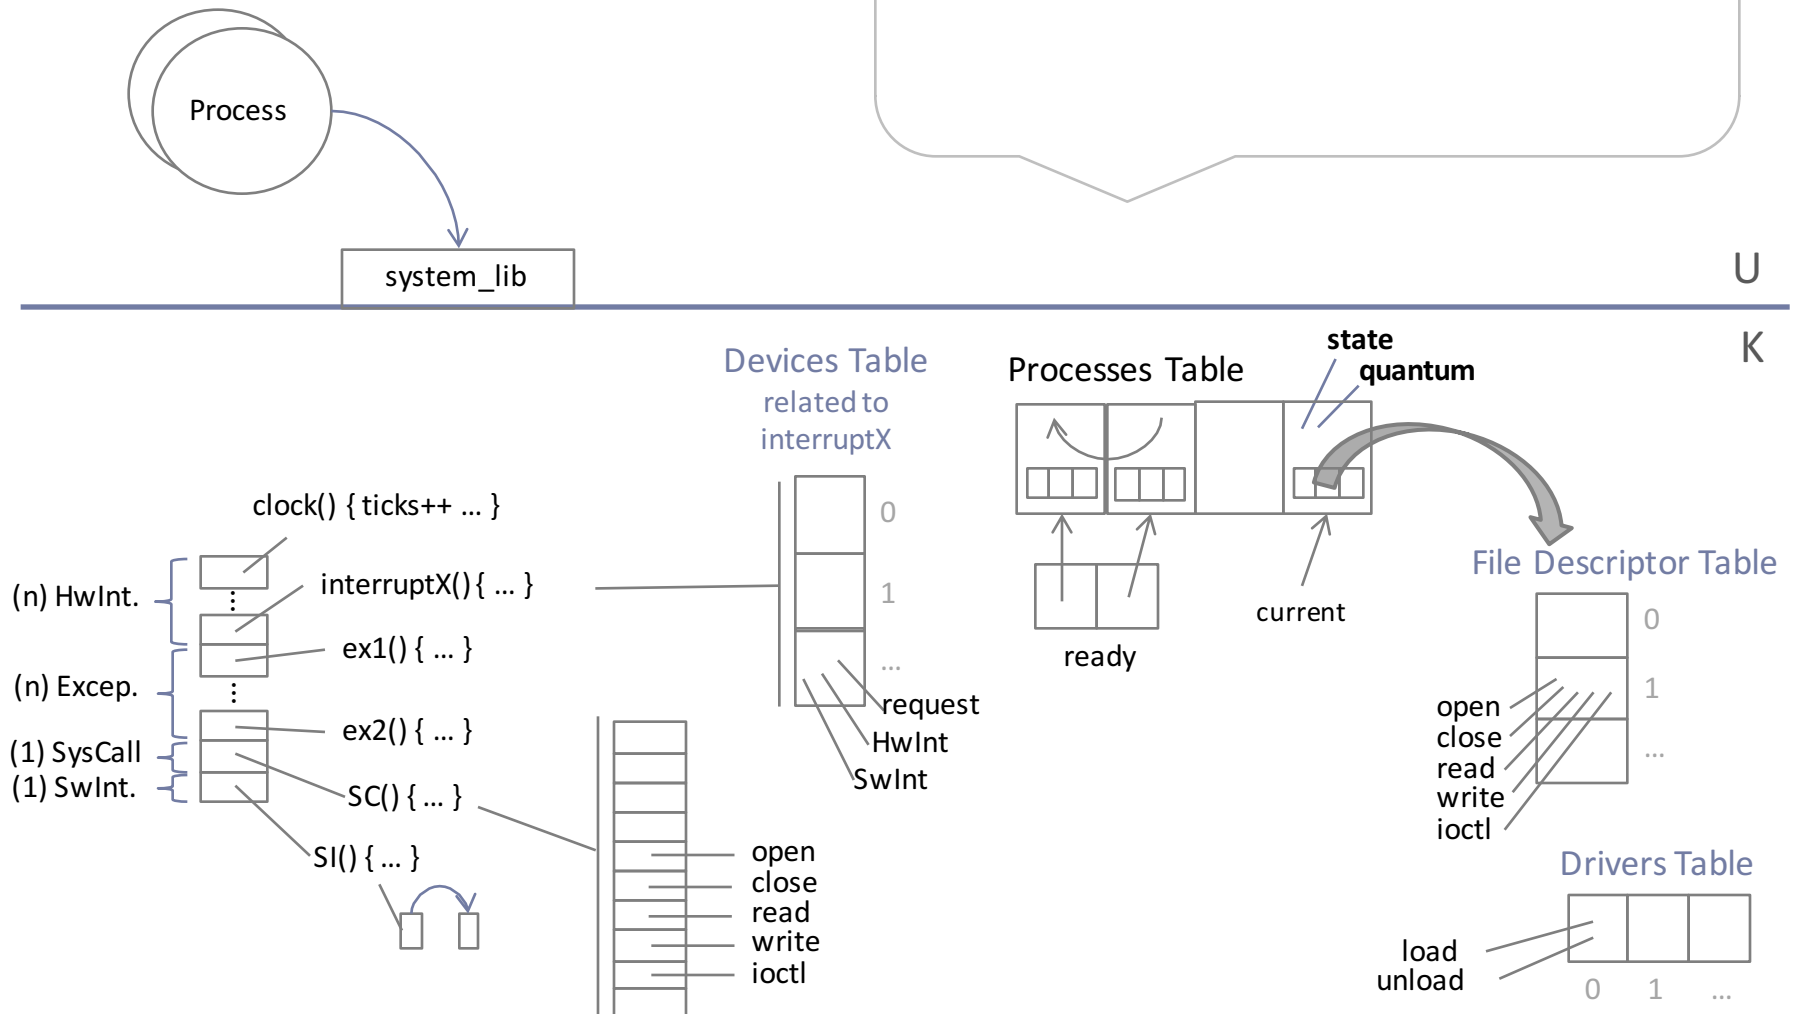 Process
system_lib
U
K
Devices Table
related to
interruptX
0
1
...
request
HwInt
SwInt
Processes Table
state
quantum
ready
current
File Descriptor Table
0
1
...
open
close
read
write
ioctl
Drivers Table
load
unload
0 1 ...
clock() { ticks++ ... }
(n) HwInt.
interruptX() { ... }
ex1() { ... }
(n) Excep.
ex2() { ... }
(1) SysCall
(1) SwInt.
SC() { ... }
SI() { ... }
open
close
read
write
ioctl